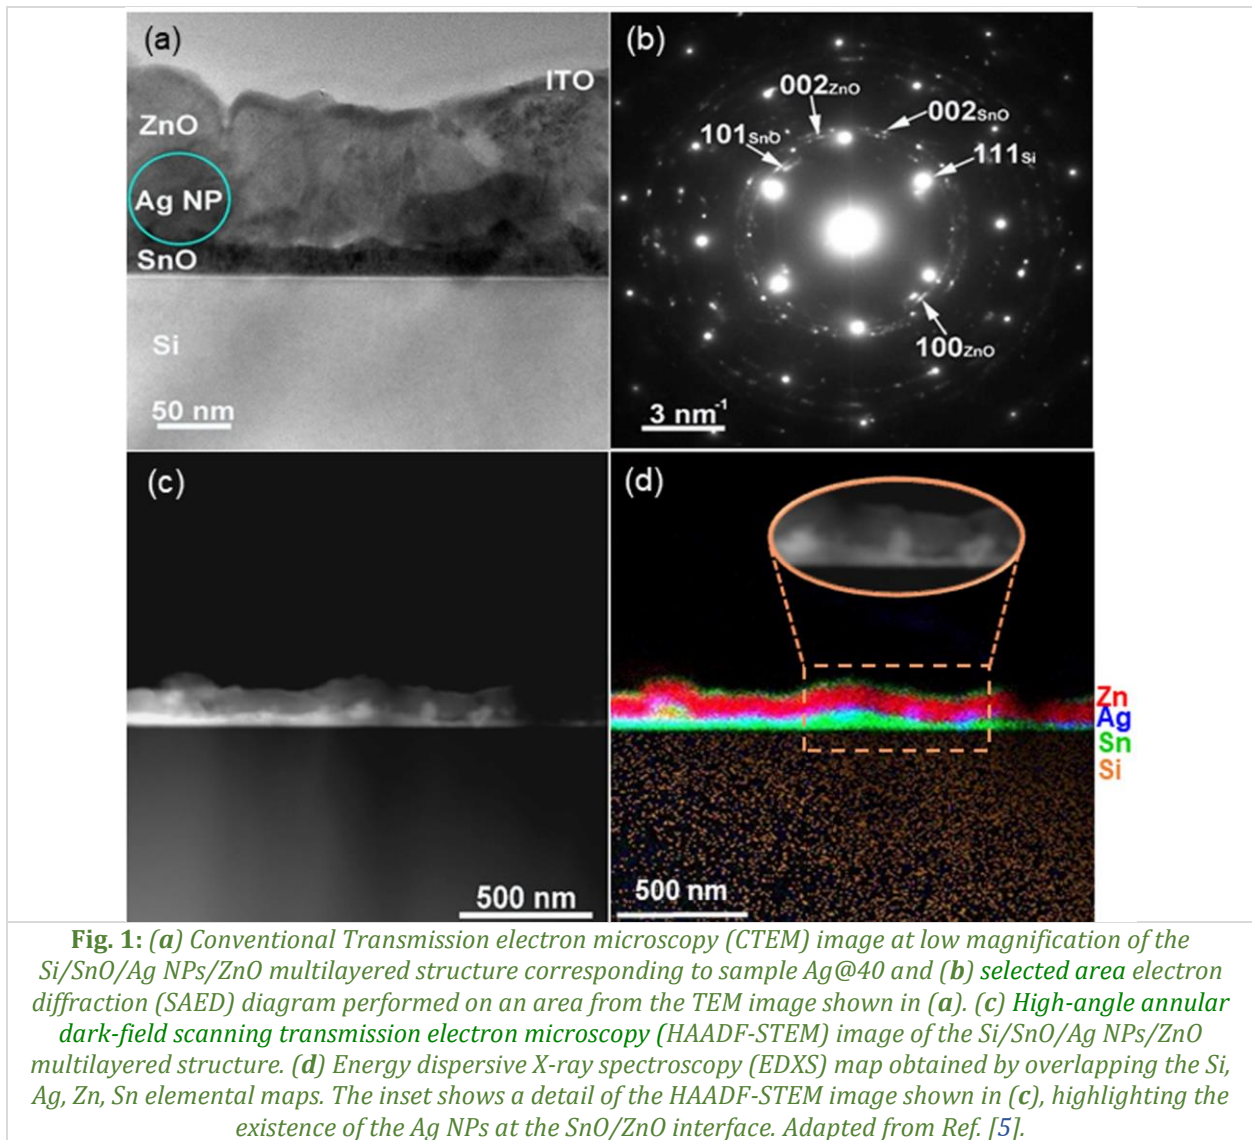 (a)
ITO
ZnO
Ag NP
SnO
Si
50 nm
(b)
002ZnO
002SnO
101SnO
111Si
100ZnO
3 nm-1
(c)
500 nm
(d)
Zn
Ag
Sn
Si
500 nm
Fig. 1: (a) Conventional Transmission electron microscopy (CTEM) image at low magnification of the
Si/SnO/Ag NPs/ZnO multilayered structure corresponding to sample Ag@40 and (b) selected area electron
diffraction (SAED) diagram performed on an area from the TEM image shown in (a). (c) High-angle annular
dark-field scanning transmission electron microscopy (HAADF-STEM) image of the Si/SnO/Ag NPs/ZnO
multilayered structure. (d) Energy dispersive X-ray spectroscopy (EDXS) map obtained by overlapping the Si,
Ag, Zn, Sn elemental maps. The inset shows a detail of the HAADF-STEM image shown in (c), highlighting the
existence of the Ag NPs at the SnO/ZnO interface. Adapted from Ref. [5].